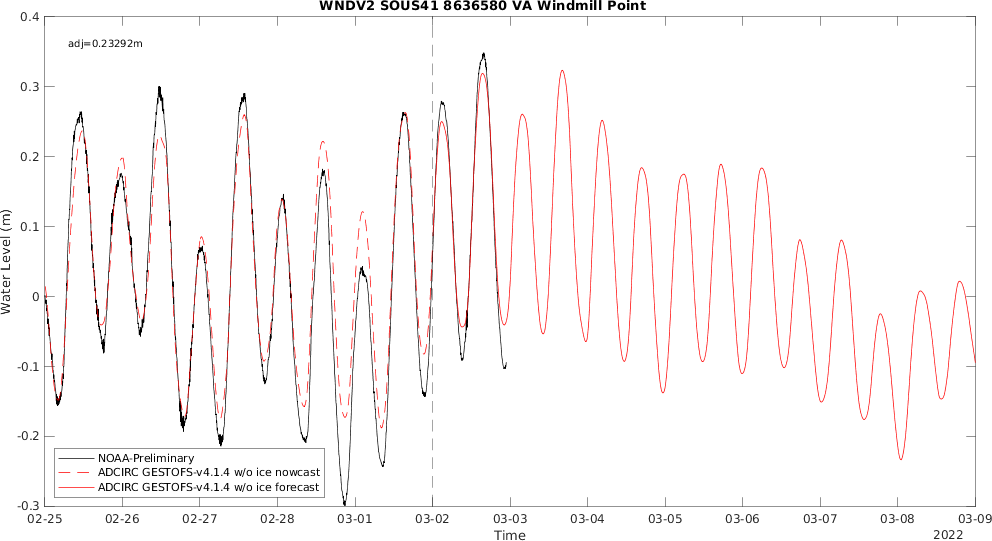 WNDV2 SOUS41 8636580 VA Windmill Point
adj=0.23292m
Water Level (m)
0.4
0.3
0.2
0.1
0
-0.1
-0.2
-0.3
NOAA-Preliminary
ADCIRC GESTOFS-v4.1.4 w/o ice nowcast
ADCIRC GESTOFS-v4.1.4 w/o ice forecast
02-25 02-26 02-27 02-28 03-01 03-02 03-03 03-04 03-05 03-06 03-07 03-08 03-09
Time
2022